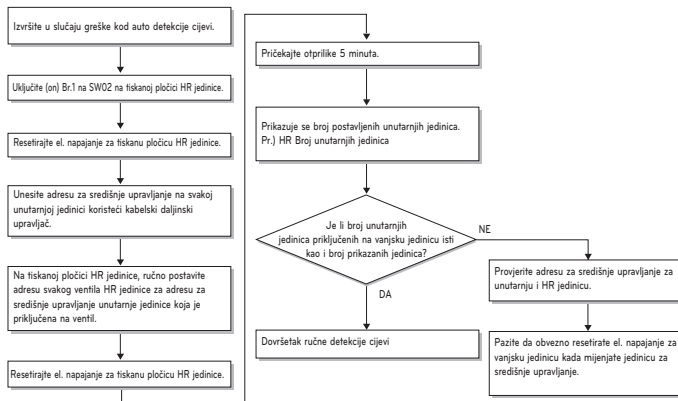 Izvršite u slučaju greške kod auto detekcije cijevi.
Uključite (on) Br.1 na SW02 na tiskanoj pločici HR jedinice.
Resetirajte el. napajanje za tiskanu pločicu HR jedinice.
Unesite adresu za središnje upravljanje na svakoj
unutarnjoj jedinici koristeći kabelski daljinski
upravljač.
Na tiskanoj pločici HR jedinice, ručno postavite
adresu svakog ventila HR jedinice za adresu za
središnje upravljanje unutarnje jedinice koja je
priključena na ventil.
Resetirajte el. napajanje za tiskanu pločicu HR jedinice.
Pričekajte otprilike 5 minuta.
Prikazuje se broj postavljenih unutarnjih jedinica.
Pr.) HR Broj unutarnjih jedinica
Je li broj unutarnjih
jedinica priključenih na vanjsku jedinicu isti
kao i broj prikazanih jedinica?
NE
DA
Dovršetak ručne detekcije cijevi
Provjerite adresu za središnje upravljanje za
unutarnju i HR jedinicu.
Pazite da obvezno resetirate el. napajanje za
vanjsku jedinicu kada mijenjate jedinicu za
središnje upravljanje.